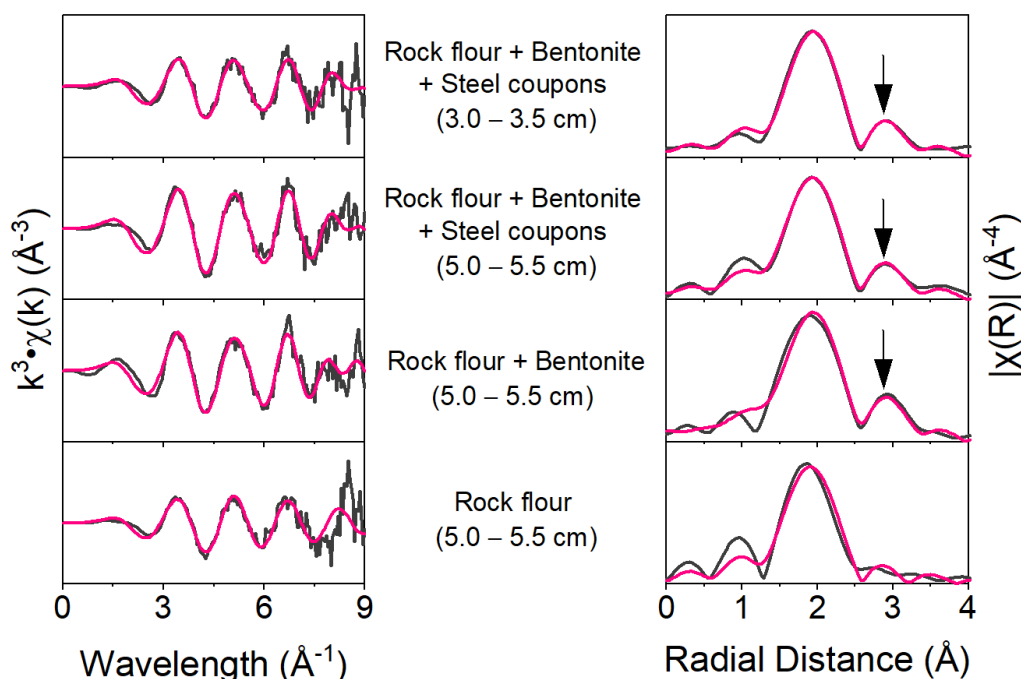 k³•χ(k) (Å⁻³)
Rock flour + Bentonite
+ Steel coupons
(3.0 – 3.5 cm)
Rock flour + Bentonite
+ Steel coupons
(5.0 – 5.5 cm)
Rock flour + Bentonite
(5.0 – 5.5 cm)
Rock flour
(5.0 – 5.5 cm)
|χ(R)| (Å⁻⁴)
0 3 6 9
0 1 2 3 4
Wavelength (Å⁻¹)
Radial Distance (Å)